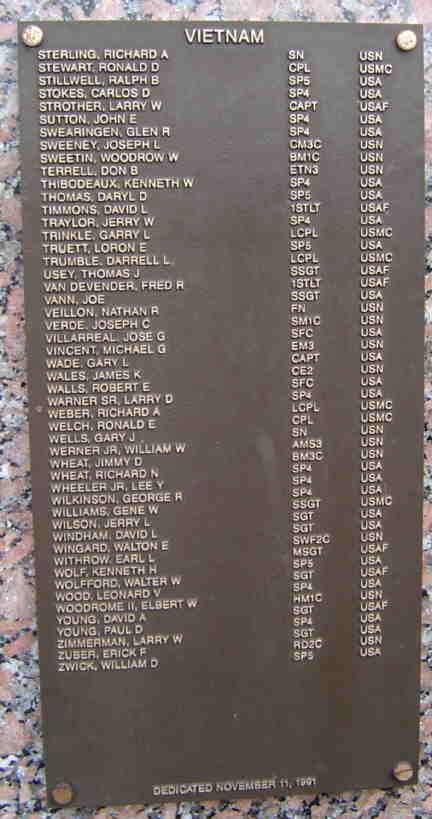 VIETNAM
STERLING, RICHARD A SN USN
STEWART, RONALD D CPL USMC
STILLWELL, RALPH B SP5 USA
STOKES, CARLOS D SP4 USA
STROTHER, LARRY W CAPT USAF
SUTTON, JOHN E SP4 USA
SWEARINGEN, GLEN R SP4 USA
SWEENEY, JOSEPH L CM3C USN
SWEETIN, WOODROW W BM1C USN
TERRELL, DON B ETN3 USN
THIBODEAUX, KENNETH W SP4 USA
THOMAS, DARYL D SP5 USA
TIMMONS, DAVID L 1STLT USAF
TRAYLOR, JERRY W SP4 USA
TRINKLE, GARRY L LCPL USMC
TRUETT, LORON E SP5 USA
TRUMBLE, DARRELL L LCPL USMC
USEY, THOMAS J SSGT USAF
VAN DEVENDER, FRED R 1STLT USAF
VANN, JOE SSGT USA
VEILLON, NATHAN R FN USN
VERDE, JOSEPH C SM1C USN
VILLARREAL, JOSE G SFC USA
VINCENT, MICHAEL G EM3 USN
WADE, GARY L CAPT USA
WALES, JAMES K CE2 USN
WALLS, ROBERT E SFC USA
WARNER SR, LARRY D SP4 USA
WEBER, RICHARD A LCPL USMC
WELCH, RONALD E CPL USMC
WELLS, GARY J SN USN
WERNER JR, WILLIAM W AMS3 USN
WHEAT, JIMMY D BM3C USN
WHEAT, RICHARD N SP4 USA
WHEELER JR, LEE Y SP4 USA
WILKINSON, GEORGE R SP4 USA
WILLIAMS, GENE W SSGT USMC
WILSON, JERRY L SGT USA
WINDHAM, DAVID L SGT USA
WINGARD, WALTON E SWF2C USN
WITHROW, EARL L MSGT USAF
WOLF, KENNETH H SP5 USA
WOLFFORD, WALTER W SGT USAF
WOOD, LEONARD V SP4 USA
WOODROME II, ELBERT W HM1C USN
YOUNG, DAVID A SGT USAF
YOUNG, PAUL D SP4 USA
ZIMMERMAN, LARRY W SGT USA
ZUBER, ERICK F RD2C USN
ZWICK, WILLIAM D SP5 USA
DEDICATED NOVEMBER 11, 1991